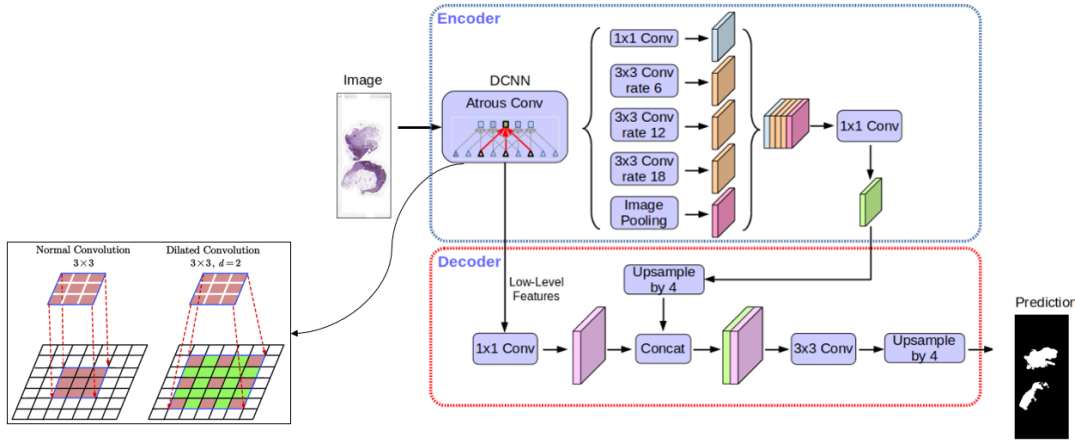 Encoder
Image
DCNN
Atrous Conv
1x1 Conv
3x3 Conv
rate 6
3x3 Conv
rate 12
3x3 Conv
rate 18
Image
Pooling
1x1 Conv
Normal Convolution
3×3
Dilated Convolution
3×3, d=2
Decoder
Low-Level
Features
Upsample
by 4
1x1 Conv
Concat
3x3 Conv
Upsample
by 4
Prediction